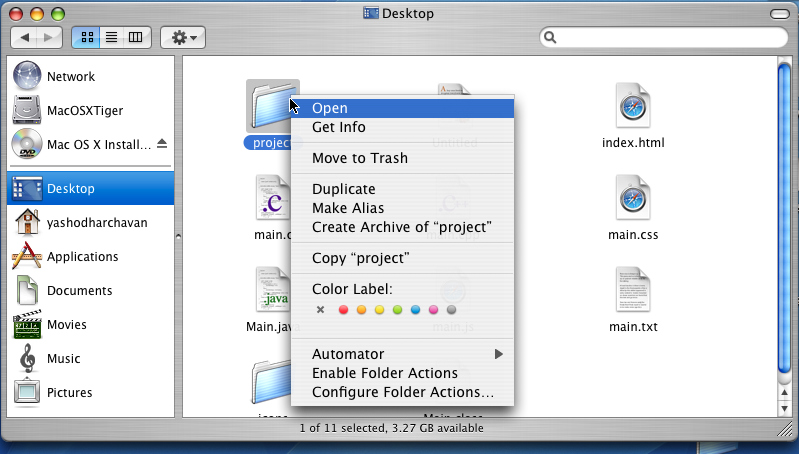 Desktop
Network
MacOSXTiger
Mac OS X Install...
Desktop
yashodharchavan
Applications
Documents
Movies
Music
Pictures
project
Untitled
index.html
main.c
.C
main.css
Main.java
java
main.js
main.txt
icons
Main.class
DVD
Open
Get Info
Move to Trash
Duplicate
Make Alias
Create Archive of “project”
Copy “project”
Color Label:
Automator
Enable Folder Actions
Configure Folder Actions...
1 of 11 selected, 3.27 GB available